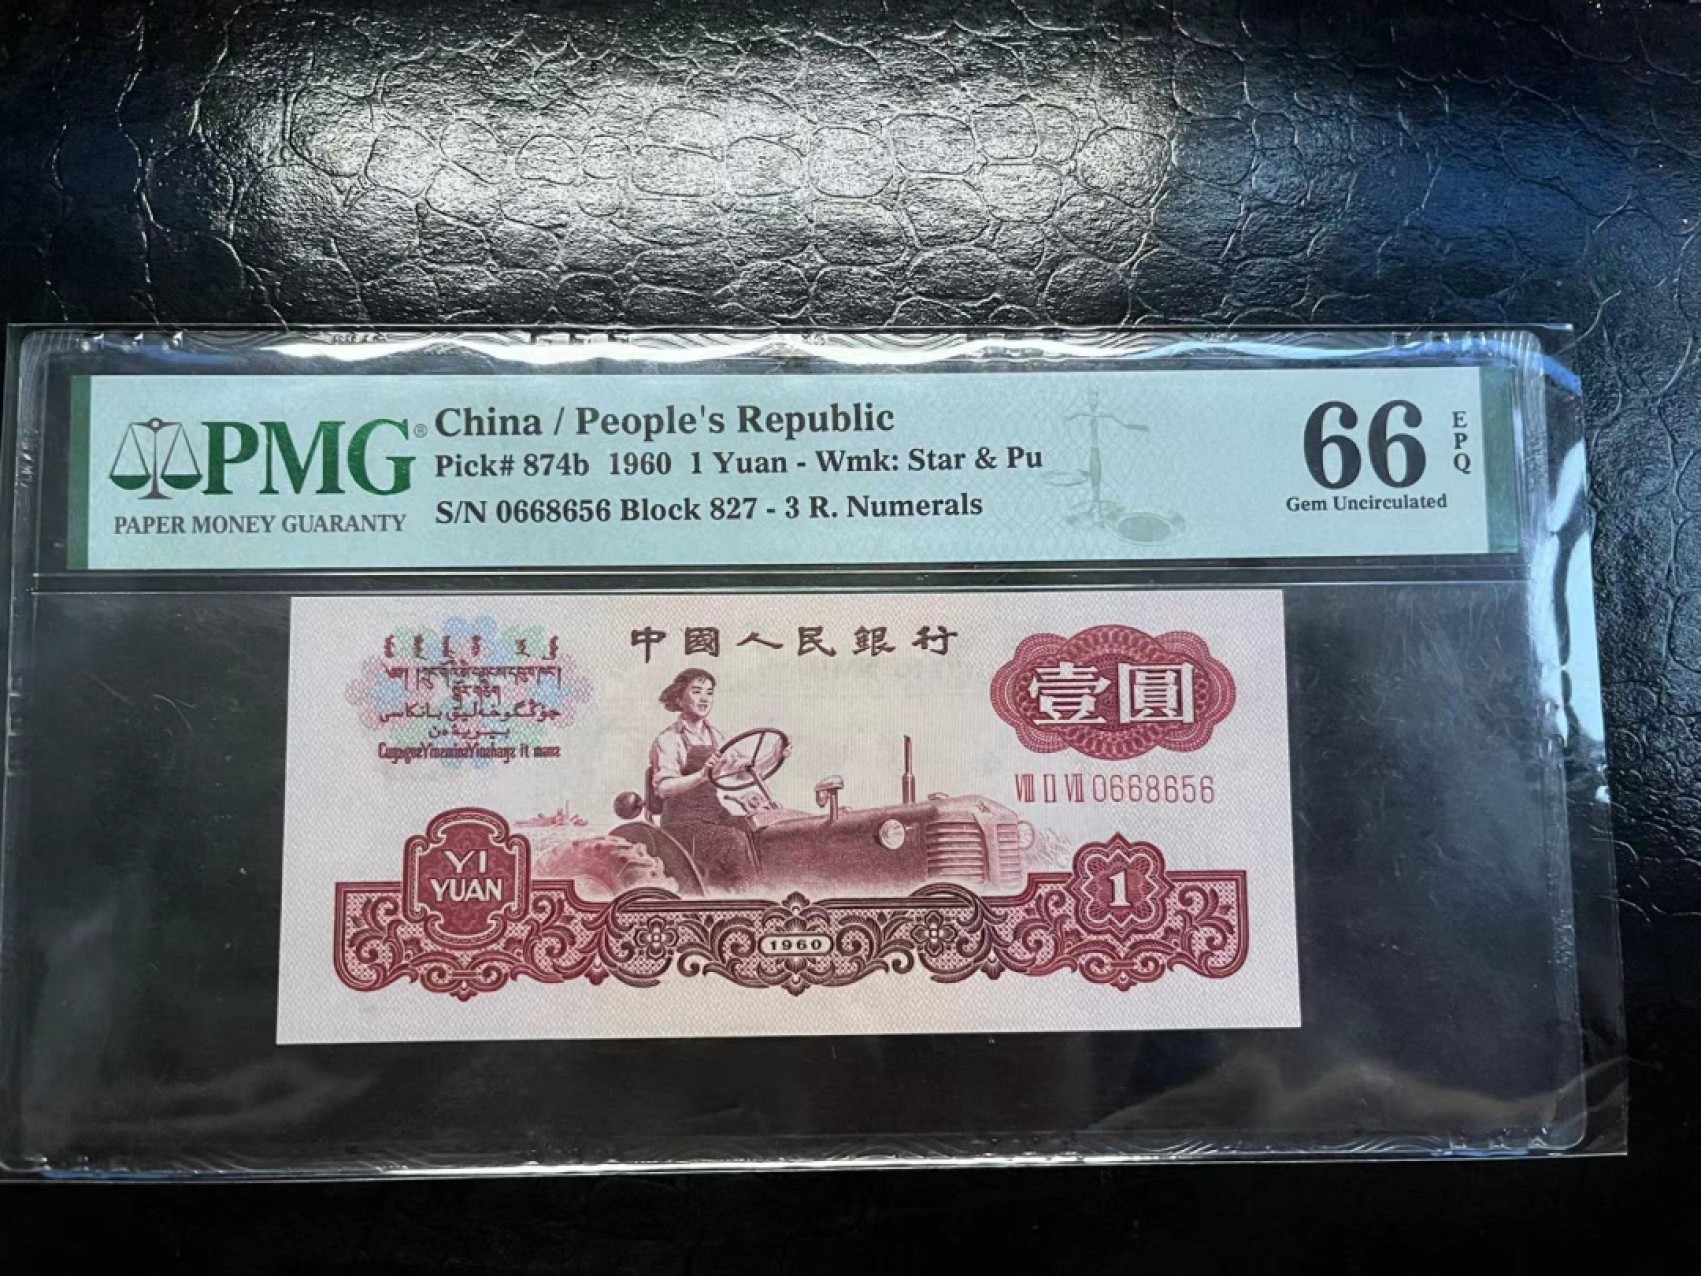 PMG®
PAPER MONEY GUARANTY
China / People's Republic
Pick# 874b 1960 1 Yuan - Wmk: Star & Pu
S/N 0668656 Block 827 - 3 R. Numerals
66
EPQ
Gem Uncirculated
中國人民銀行
壹圓
VIII II VII 0668656
YI
YUAN
1960
1